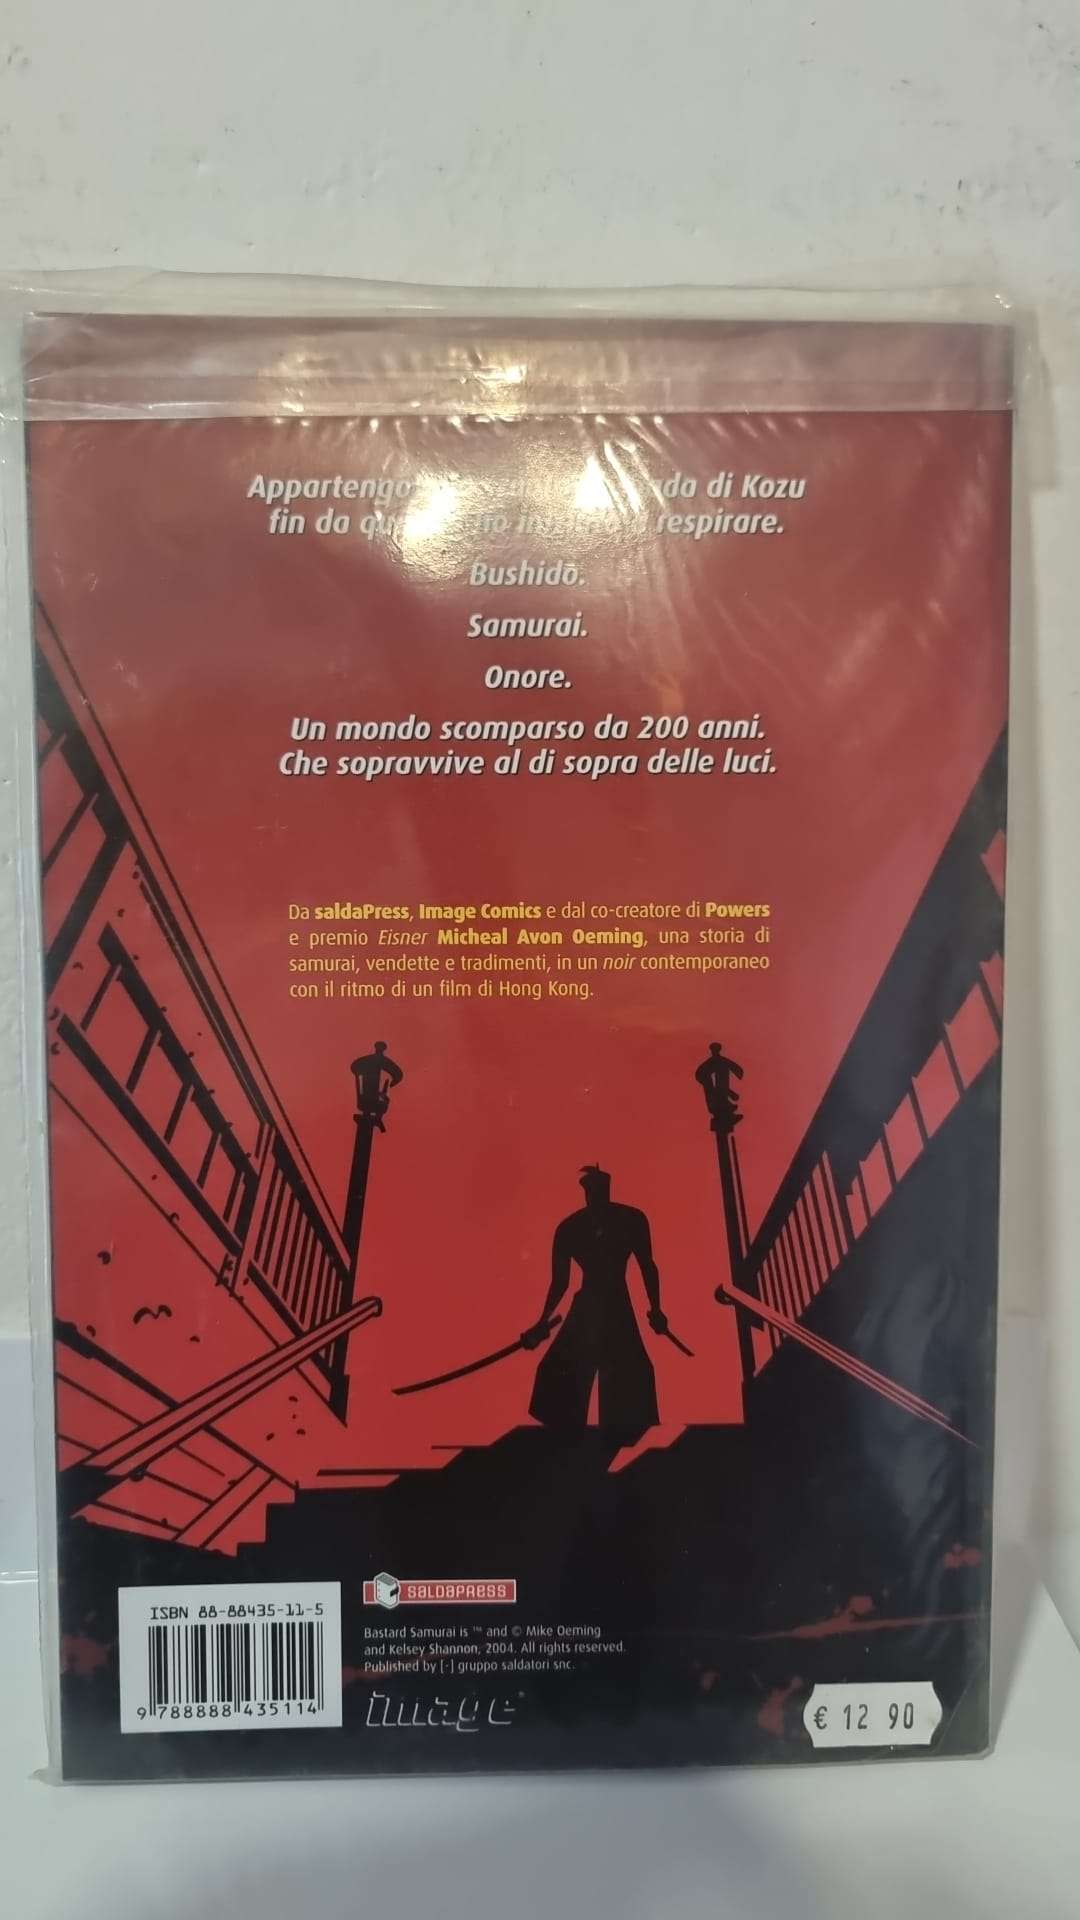 Appartengo di Kozu
fin da respirare.
Bushido.
Samurai.
Onore.
Un mondo scomparso da 200 anni.
Che sopravvive al di sopra delle luci.
Da saldaPress, Image Comics e dal co-creatore di Powers
e premio Eisner Micheal Avon Oeming, una storia di
samurai, vendette e tradimenti, in un noir contemporaneo
con il ritmo di un film di Hong Kong.
ISBN 88-88435-11-5
9 788888 435114
SALDAPRESS
Bastard Samurai is ™ and © Mike Oeming
and Kelsey Shannon, 2004. All rights reserved.
Published by [-] gruppo saldatori snc.
image
€ 12 90